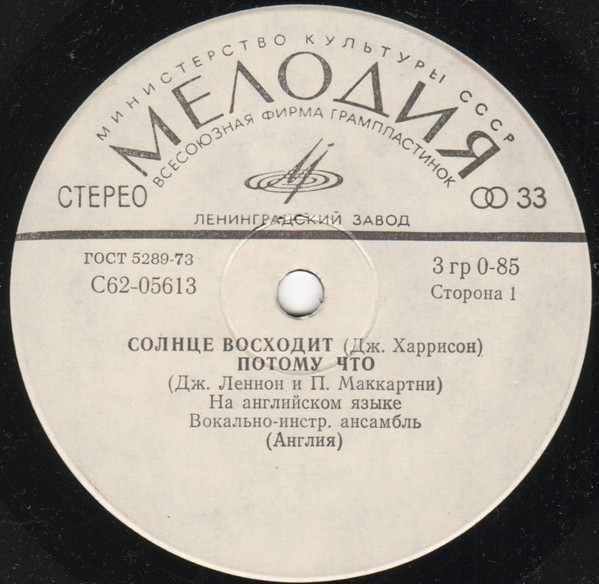 МИНИСТЕРСТВО КУЛЬТУРЫ СССР
МЕЛОДИЯ
ВСЕСОЮЗНАЯ ФИРМА ГРАМПЛАСТИНОК
СТЕРЕО
33
ЛЕНИНГРАДСКИЙ ЗАВОД
ГОСТ 5289-73
3 гр 0-85
С62-05613
Сторона 1
СОЛНЦЕ ВОСХОДИТ (Дж. Харрисон)
ПОТОМУ ЧТО
(Дж. Леннон и П. Маккартни)
На английском языке
Вокально-инстр. ансамбль
(Англия)